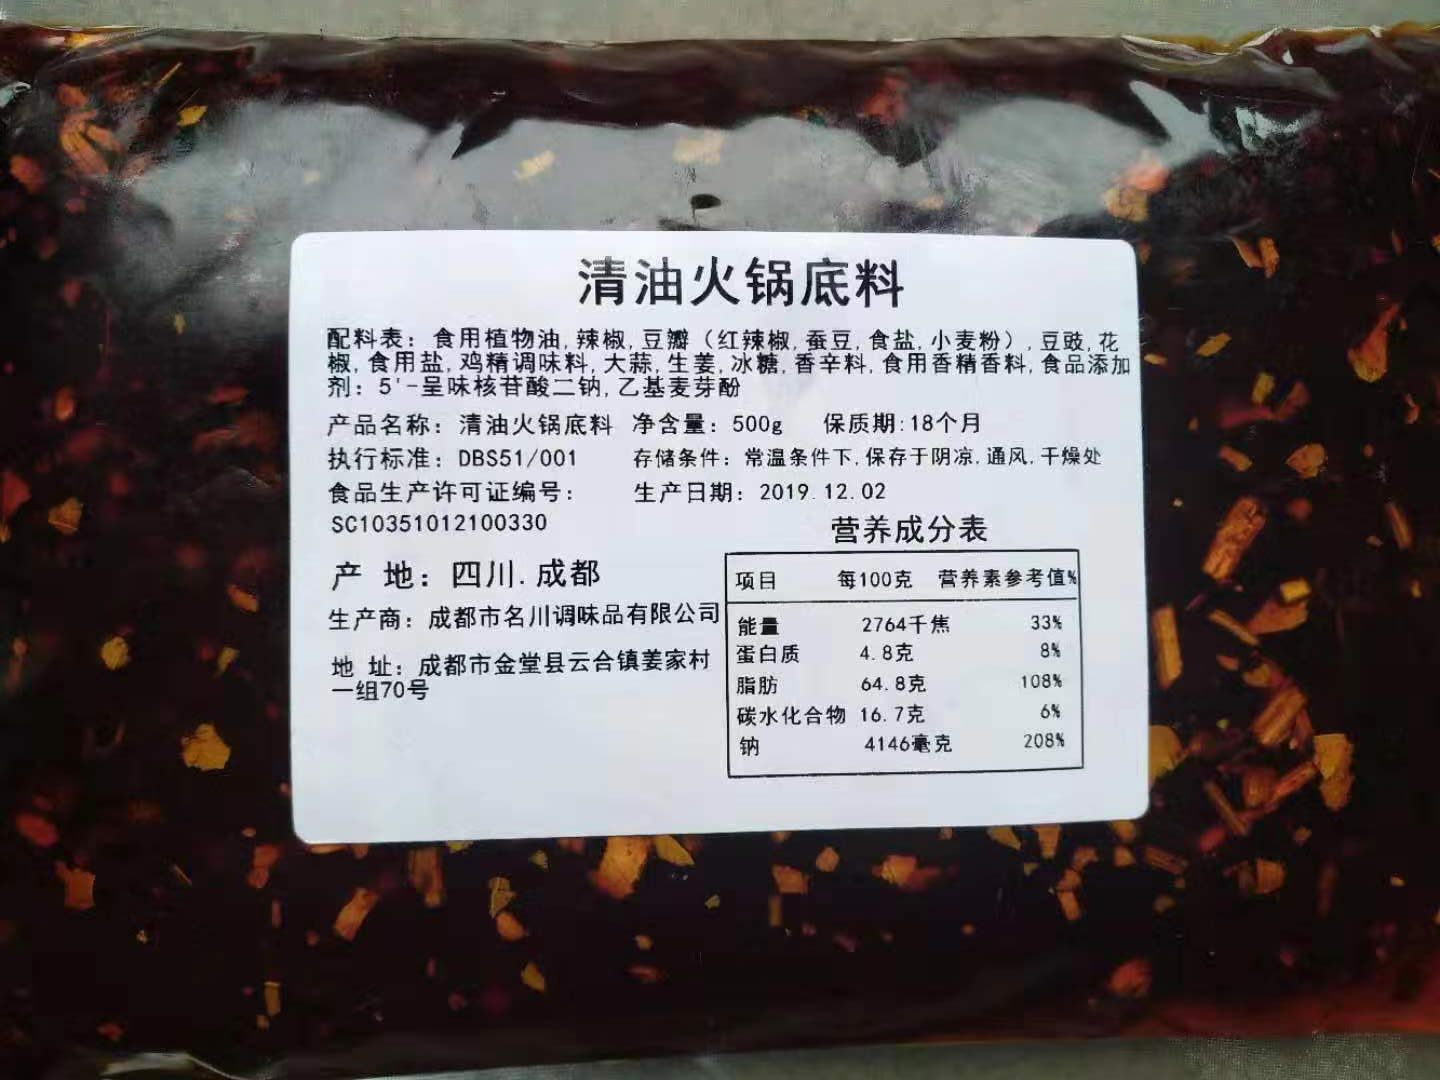 清油火锅底料
配料表：食用植物油,辣椒,豆瓣（红辣椒,蚕豆,食盐,小麦粉）,豆豉,花
椒,食用盐,鸡精调味料,大蒜,生姜,冰糖,香辛料,食用香精香料,食品添加
剂：5'-呈味核苷酸二钠,乙基麦芽酚
产品名称：清油火锅底料 净含量：500g 保质期:18个月
执行标准：DBS51/001 存储条件：常温条件下,保存于阴凉,通风,干燥处
食品生产许可证编号： 生产日期：2019.12.02
SC10351012100330
产 地：四川.成都
生产商：成都市名川调味品有限公司
地 址：成都市金堂县云合镇姜家村
一组70号
营养成分表
项目 每100克 营养素参考值%
能量 2764千焦 33%
蛋白质 4.8克 8%
脂肪 64.8克 108%
碳水化合物 16.7克 6%
钠 4146毫克 208%